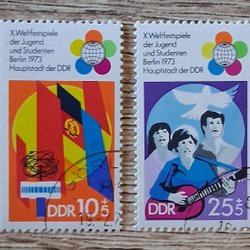 X. Weltfestspiele
der Jugend
und Studenten
Berlin 1973
Hauptstadt der DDR
DDR 10+5
X. Weltfestspiele
der Jugend
und Studenten
Berlin 1973
Hauptstadt der DDR
DDR 25+5